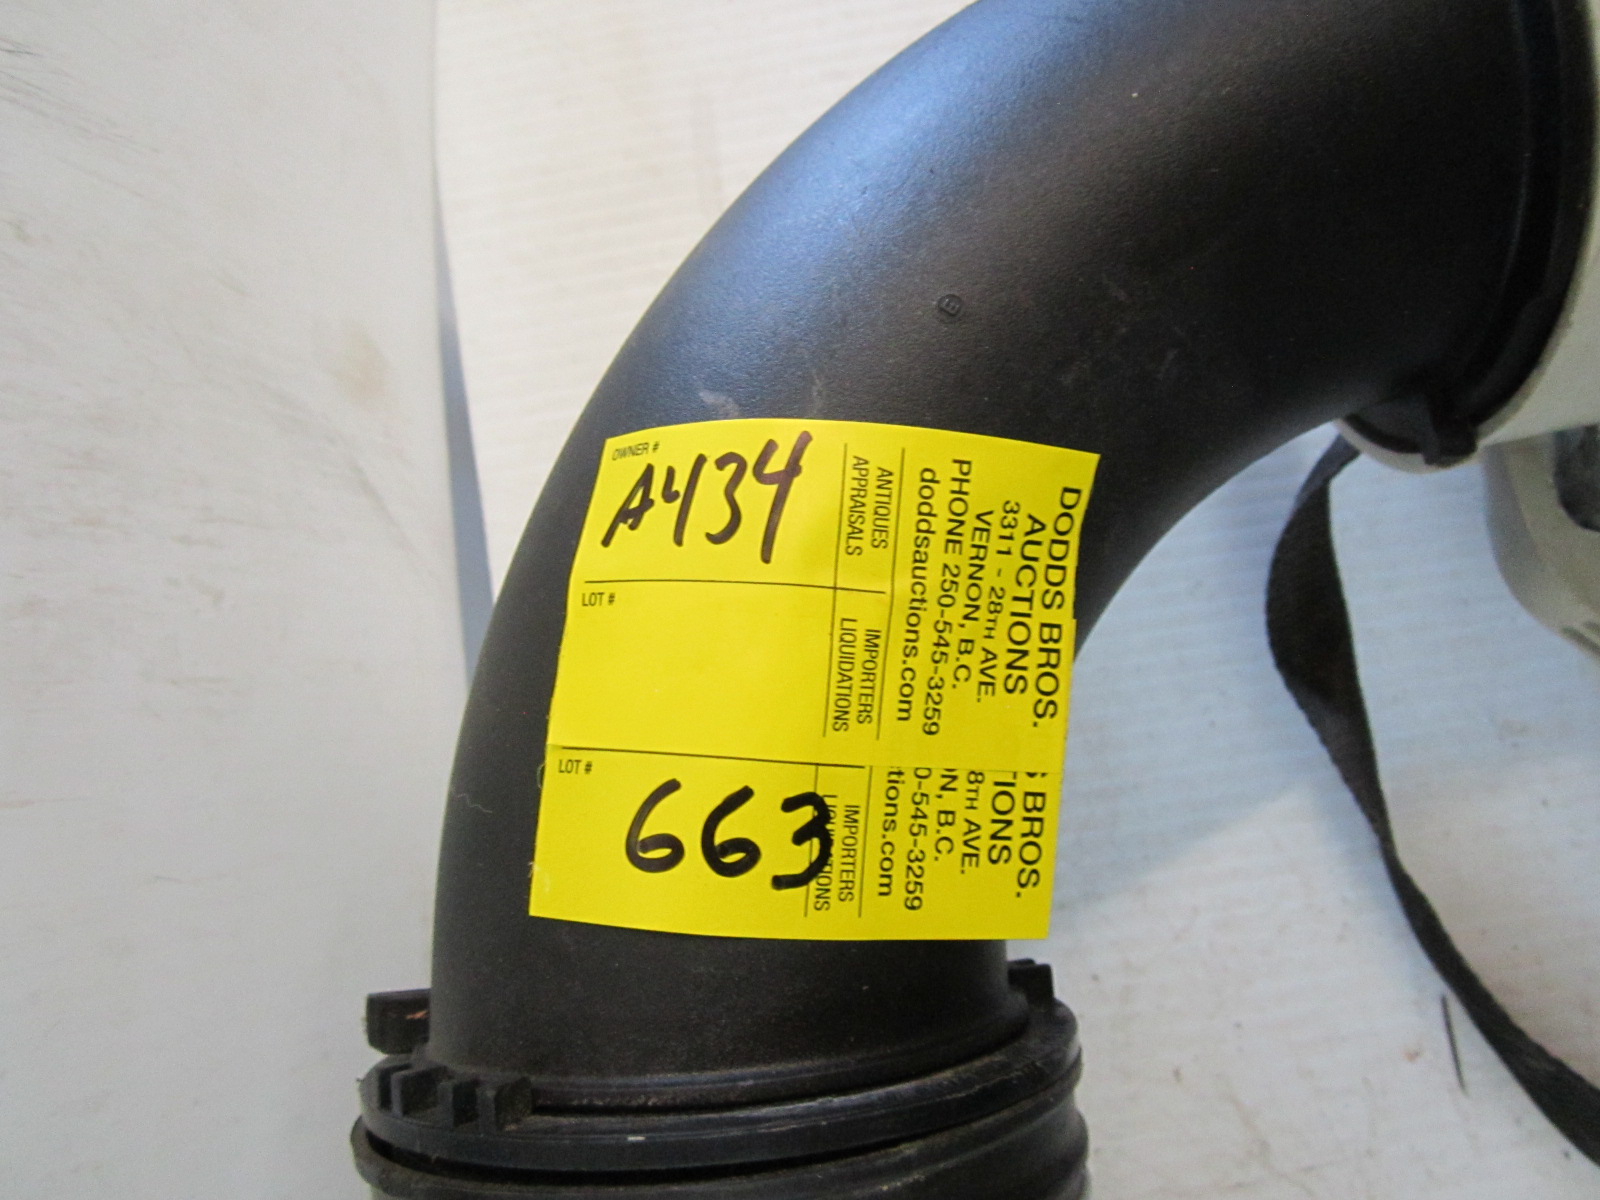 OWNER #
A4434
LOT #
LOT #
663
ANTIQUES
APPRAISALS
IMPORTERS
LIQUIDATIONS
DODDS BROS.
AUCTIONS
3311 - 28TH AVE.
VERNON, B.C.
PHONE 250-545-3259
doddsauctions.com
BROS.
TIONS
8TH AVE.
N, B.C.
0-545-3259
tions.com
IMPORTERS